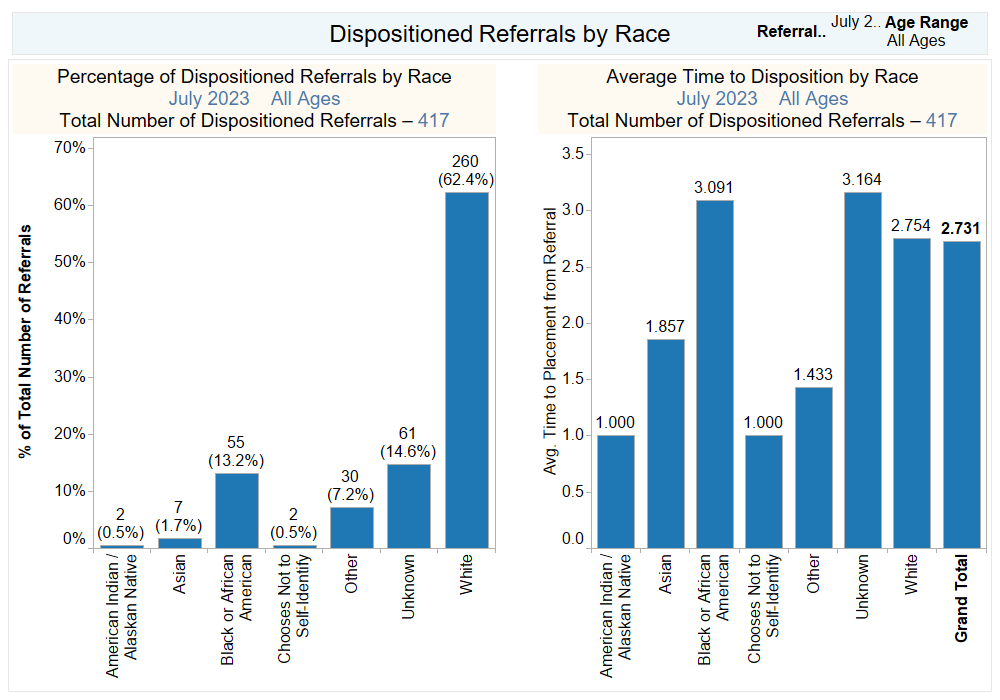 Dispositioned Referrals by Race
Referral..
July 2..
Age Range
All Ages
Percentage of Dispositioned Referrals by Race
July 2023 All Ages
Total Number of Dispositioned Referrals – 417
% of Total Number of Referrals
70%
60%
50%
40%
30%
20%
10%
0%
2
(0.5%)
7
(1.7%)
55
(13.2%)
2
(0.5%)
30
(7.2%)
61
(14.6%)
260
(62.4%)
American Indian /
Alaskan Native
Asian
Black or African
American
Chooses Not to
Self-Identify
Other
Unknown
White
Average Time to Disposition by Race
July 2023 All Ages
Total Number of Dispositioned Referrals – 417
Avg. Time to Placement from Referral
3.5
3.0
2.5
2.0
1.5
1.0
0.5
0.0
1.000
1.857
3.091
1.000
1.433
3.164
2.754
2.731
American Indian /
Alaskan Native
Asian
Black or African
American
Chooses Not to
Self-Identify
Other
Unknown
White
Grand Total